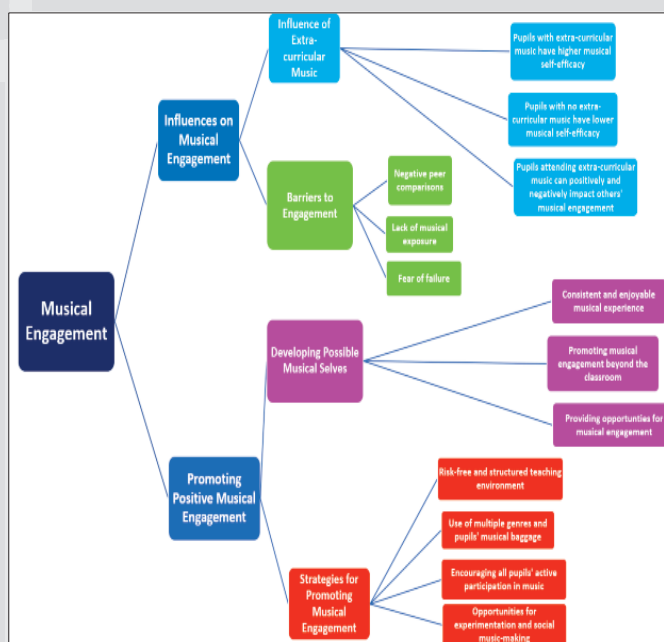 Musical
Engagement
Influences on
Musical
Engagement
Influence of
Extra-
curricular
Music
Pupils with extra-curricular
music have higher musical
self-efficacy
Pupils with no extra-
curricular music have lower
musical self-efficacy
Pupils attending extra-curricular
music can positively and
negatively impact others'
musical engagement
Barriers to
Engagement
Negative peer
comparisons
Lack of musical
exposure
Fear of failure
Promoting
Positive Musical
Engagement
Developing Possible
Musical Selves
Consistent and enjoyable
musical experience
Promoting musical
engagement beyond the
classroom
Providing opportunities for
musical engagement
Strategies for
Promoting
Musical
Engagement
Risk-free and structured teaching
environment
Use of multiple genres and
pupils' musical baggage
Encouraging all pupils' active
participation in music
Opportunities for
experimentation and social
music-making